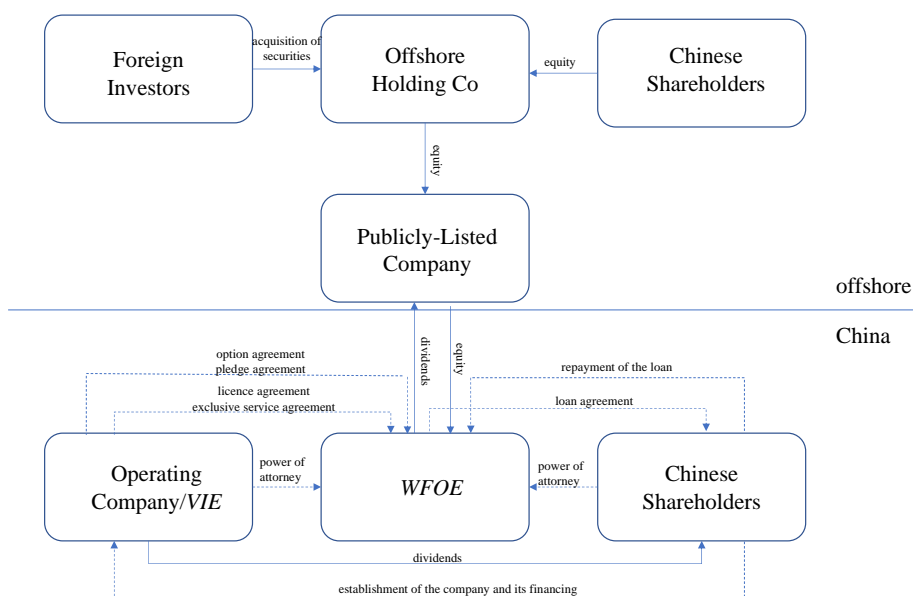 Foreign
Investors
acquisition of
securities
Offshore
Holding Co
equity
Chinese
Shareholders
equity
Publicly-Listed
Company
offshore
China
dividends
equity
option agreement
pledge agreement
licence agreement
exclusive service agreement
repayment of the loan
loan agreement
Operating
Company/VIE
power of
attorney
WFOE
power of
attorney
Chinese
Shareholders
dividends
establishment of the company and its financing